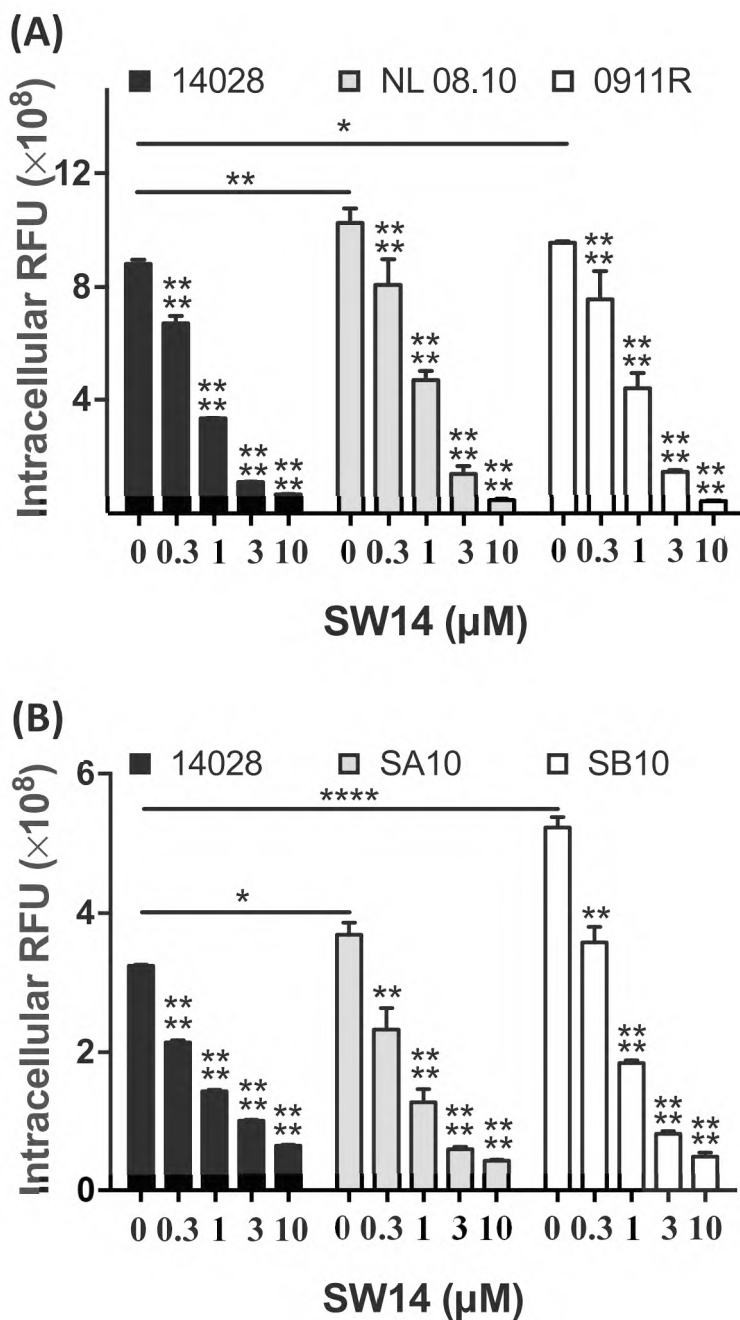 (A)
14028 NL 08.10 0911R
Intracellular RFU (×10⁸)
*
**
12
8
4
** ** ** ** ** ** ** ** ** ** ** **
** ** ** ** ** ** ** ** ** ** ** **
0 0.3 1 3 10 0 0.3 1 3 10 0 0.3 1 3 10
SW14 (µM)
(B)
14028 SA10 SB10
Intracellular RFU (×10⁸)
****
*
6
4
2
0
** ** ** ** ** ** ** ** ** ** ** **
** ** ** ** ** ** ** ** ** **
0 0.3 1 3 10 0 0.3 1 3 10 0 0.3 1 3 10
SW14 (µM)